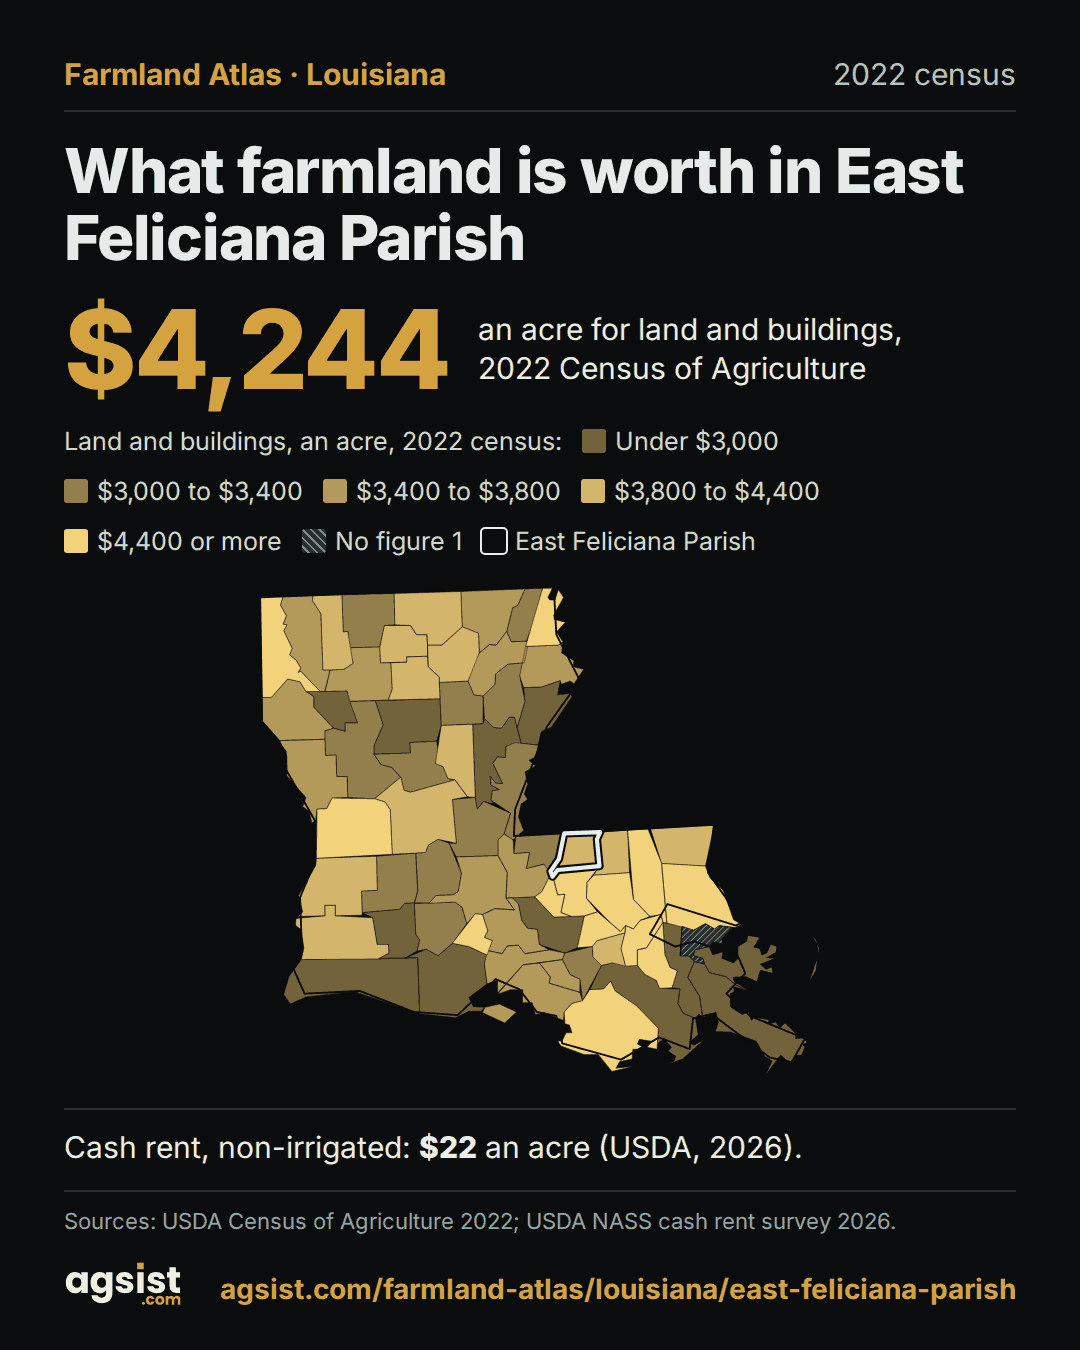 Farmland Atlas · Louisiana
2022 census
What farmland is worth in East
Feliciana Parish
$4,244
an acre for land and buildings,
2022 Census of Agriculture
Land and buildings, an acre, 2022 census: Under $3,000
$3,000 to $3,400 $3,400 to $3,800 $3,800 to $4,400
$4,400 or more No figure 1 East Feliciana Parish
Cash rent, non-irrigated: $22 an acre (USDA, 2026).
Sources: USDA Census of Agriculture 2022; USDA NASS cash rent survey 2026.
agsist
.com
agsist.com/farmland-atlas/louisiana/east-feliciana-parish